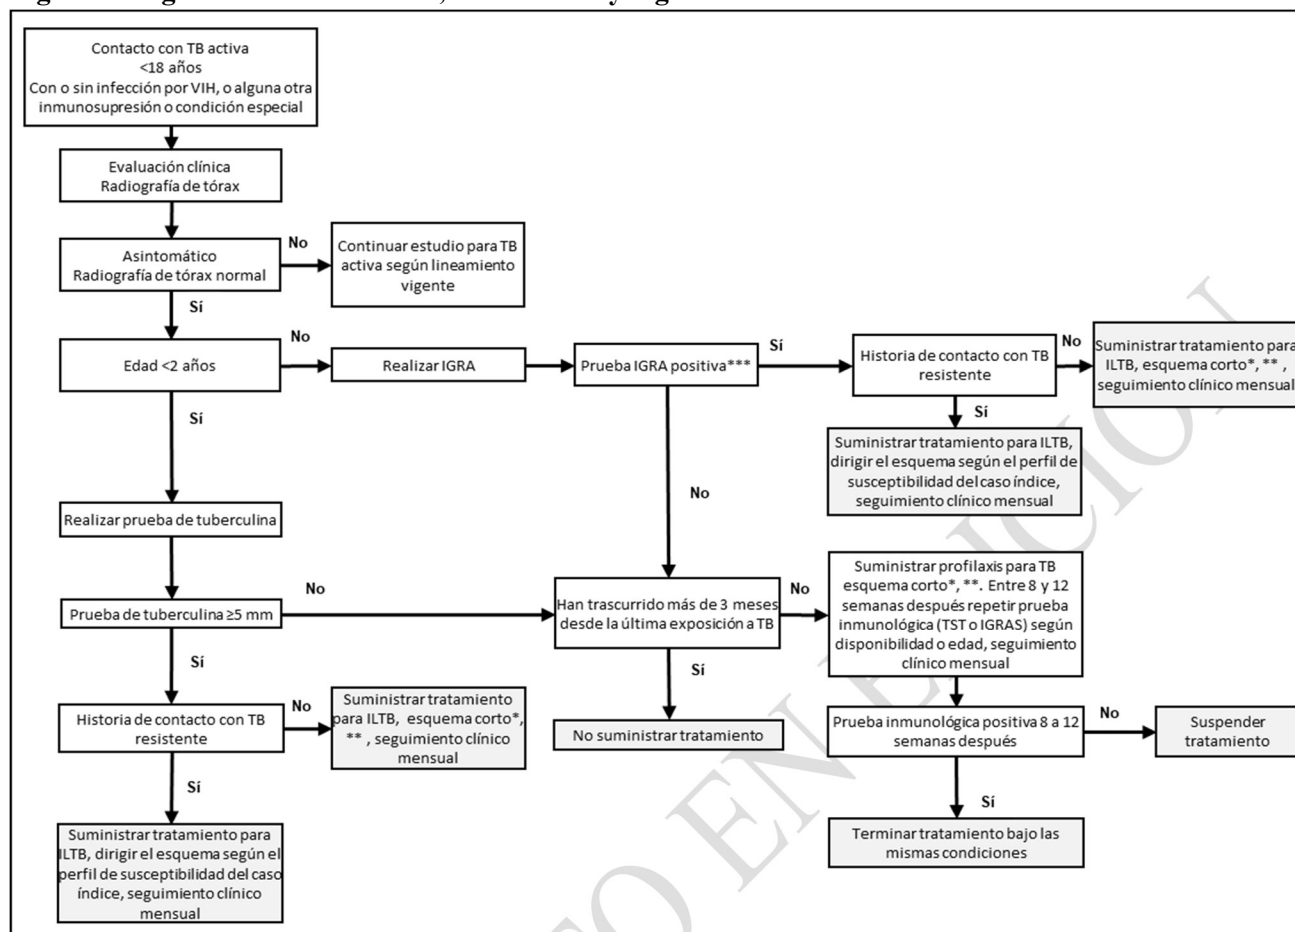 Contacto con TB activa
<18 años
Con o sin infección por VIH, o alguna otra
inmunosupresión o condición especial
Evaluación clínica
Radiografía de tórax
Asintomático
Radiografía de tórax normal
No
Continuar estudio para TB
activa según lineamiento
vigente
Sí
Edad <2 años
No
Realizar IGRA
Prueba IGRA positiva***
Sí
Historia de contacto con TB
resistente
No
Suministrar tratamiento para
ILTB, esquema corto*, **,
seguimiento clínico mensual
Sí
Suministrar tratamiento para ILTB,
dirigir el esquema según el perfil de
susceptibilidad del caso índice,
seguimiento clínico mensual
Sí
No
Realizar prueba de tuberculina
Prueba de tuberculina ≥5 mm
No
Han trascurrido más de 3 meses
desde la última exposición a TB
No
Suministrar profilaxis para TB
esquema corto*, **. Entre 8 y 12
semanas después repetir prueba
inmunológica (TST o IGRAS) según
disponibilidad o edad, seguimiento
clínico mensual
Sí
Sí
No suministrar tratamiento
Historia de contacto con TB
resistente
No
Suministrar tratamiento
para ILTB, esquema corto*,
** , seguimiento clínico
mensual
Prueba inmunológica positiva 8 a 12
semanas después
No
Suspender
tratamiento
Sí
Sí
Terminar tratamiento bajo las
mismas condiciones
Suministrar tratamiento para
ILTB, dirigir el esquema según el
perfil de susceptibilidad del caso
índice, seguimiento clínico
mensual
TO EN EDICION